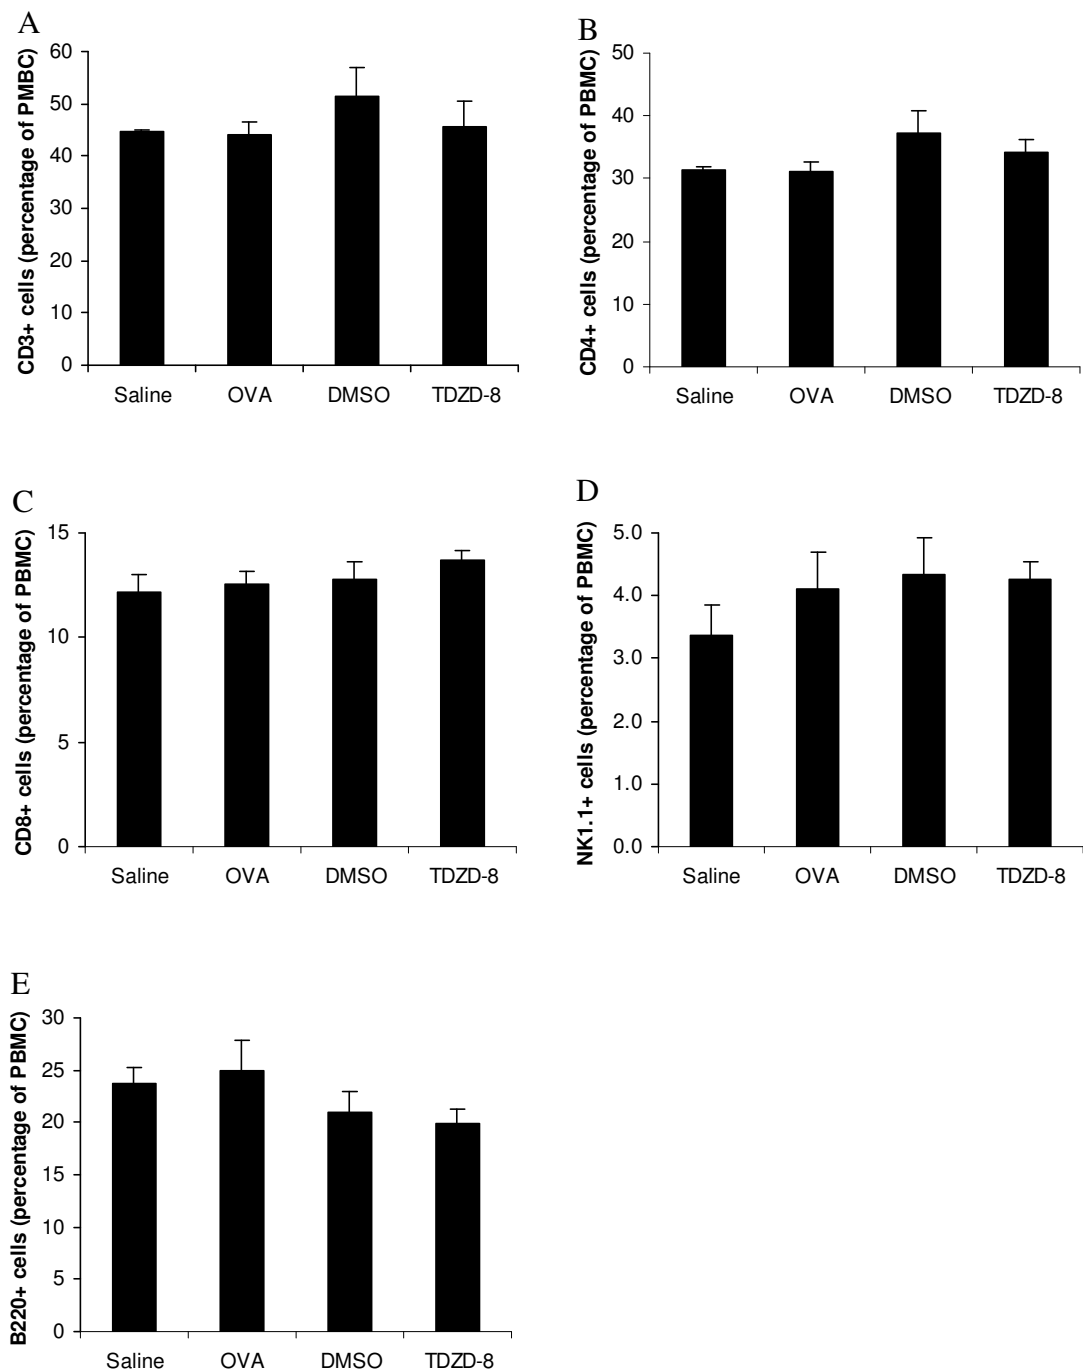 A
CD3+ cells (percentage of PMBC)
60
50
40
30
20
10
0
Saline OVA DMSO TDZD-8
B
CD4+ cells (percentage of PBMC)
50
40
30
20
10
0
Saline OVA DMSO TDZD-8
C
CD8+ cells (percentage of PBMC)
15
10
5
0
Saline OVA DMSO TDZD-8
D
NK1.1+ cells (percentage of PBMC)
5.0
4.0
3.0
2.0
1.0
0.0
Saline OVA DMSO TDZD-8
E
B220+ cells (percentage of PBMC)
30
25
20
15
10
5
0
Saline OVA DMSO TDZD-8